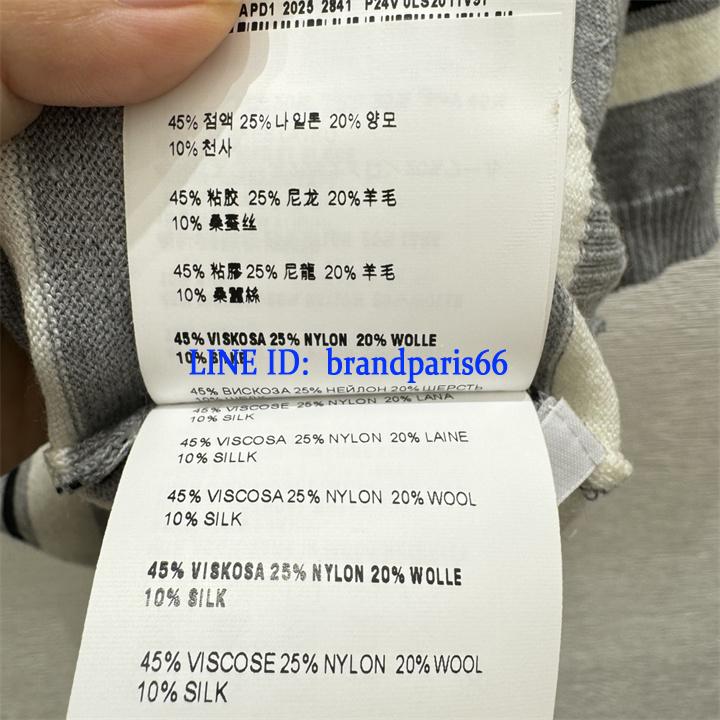 APD1 2025 2841 P24V
45% 점액 25% 나일론 20% 양모
10% 천사
45% 粘胶 25% 尼龙 20% 羊毛
10% 桑蚕丝
45% 粘膠 25% 尼龍 20% 羊毛
10% 桑蠶絲
45% VISKOSA 25% NYLON 20% WOLLE
10%
LINE ID: brandparis66
45% ВИСКОЗА 25% НЕЙЛОН 20% ШЕРСТЬ
45% VISCOSE 25% NYLON 20% LANA
10% SILK
45% VISCOSA 25% NYLON 20% LAINE
10% SILLK
45% VISCOSA 25% NYLON 20% WOOL
10% SILK
45% VISKOSA 25% NYLON 20% WOLLE
10% SILK
45% VISCOSE 25% NYLON 20% WOOL
10% SILK